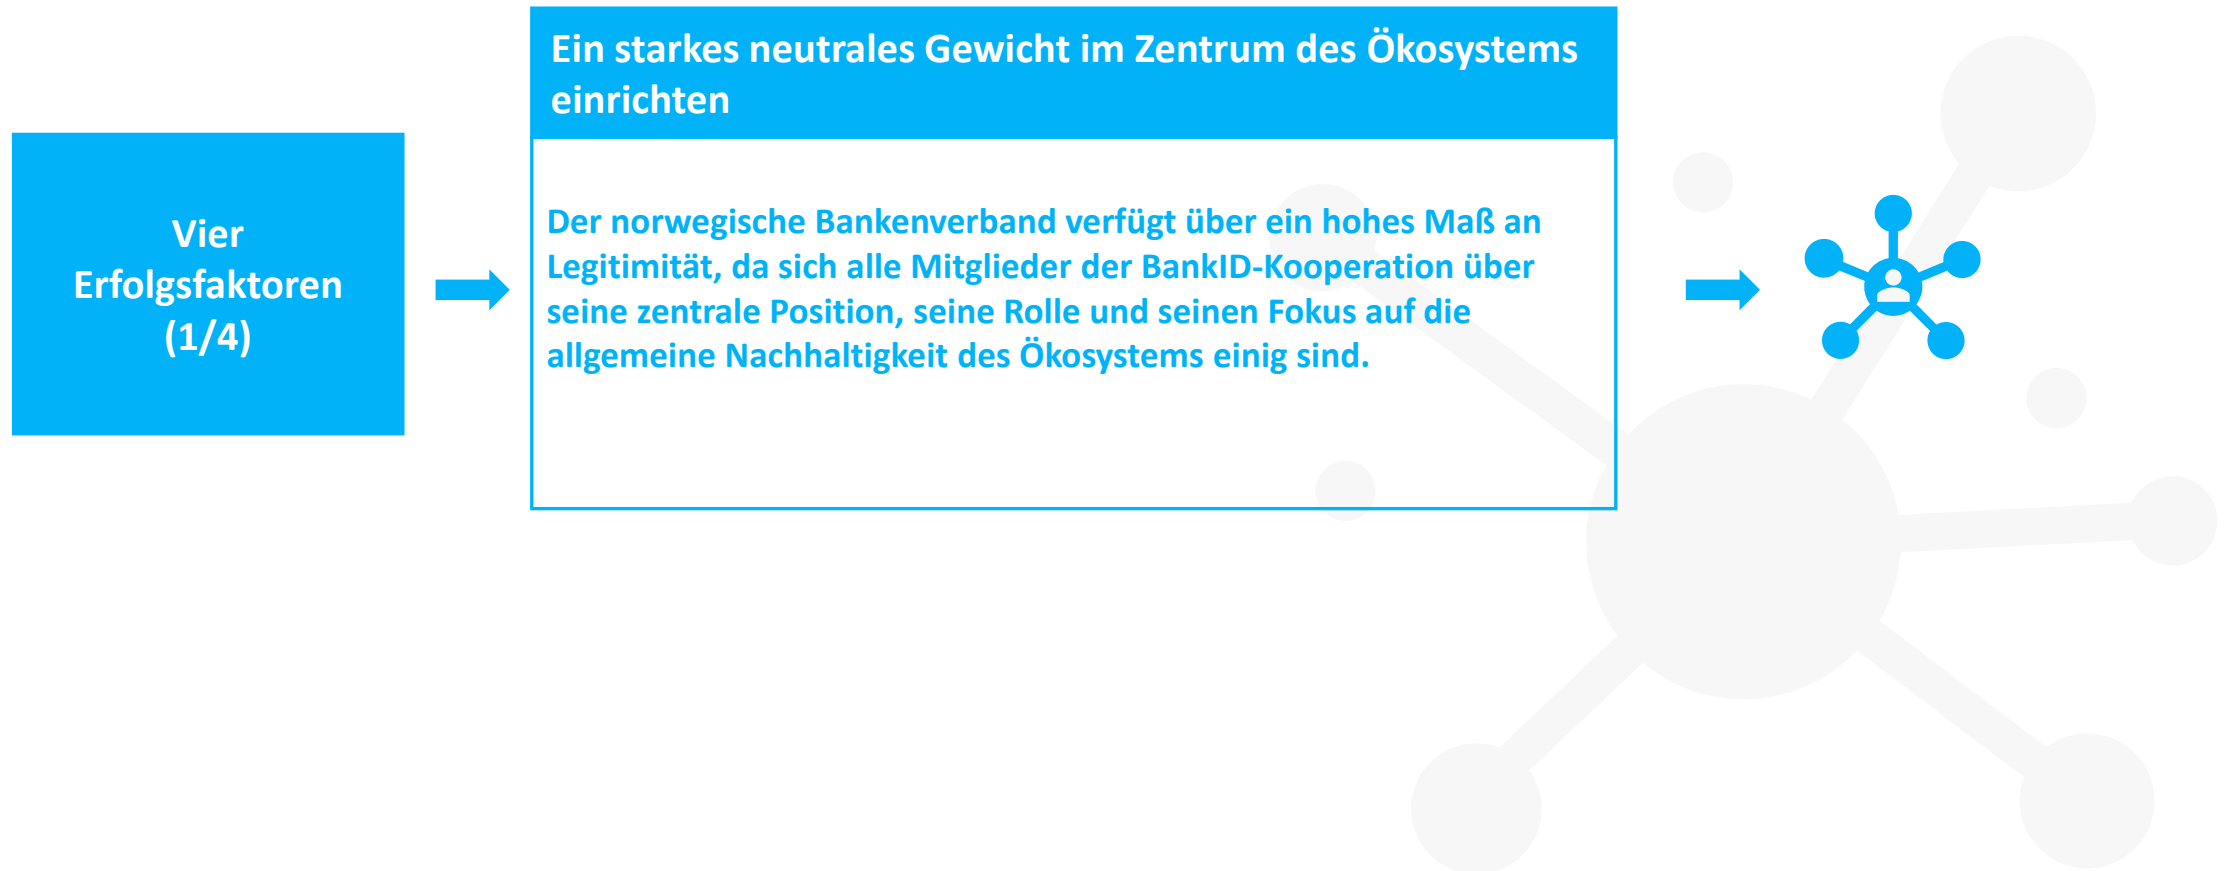 Vier
Erfolgsfaktoren
(1/4)
Ein starkes neutrales Gewicht im Zentrum des Ökosystems
einrichten
Der norwegische Bankenverband verfügt über ein hohes Maß an
Legitimität, da sich alle Mitglieder der BankID-Kooperation über
seine zentrale Position, seine Rolle und seinen Fokus auf die
allgemeine Nachhaltigkeit des Ökosystems einig sind.